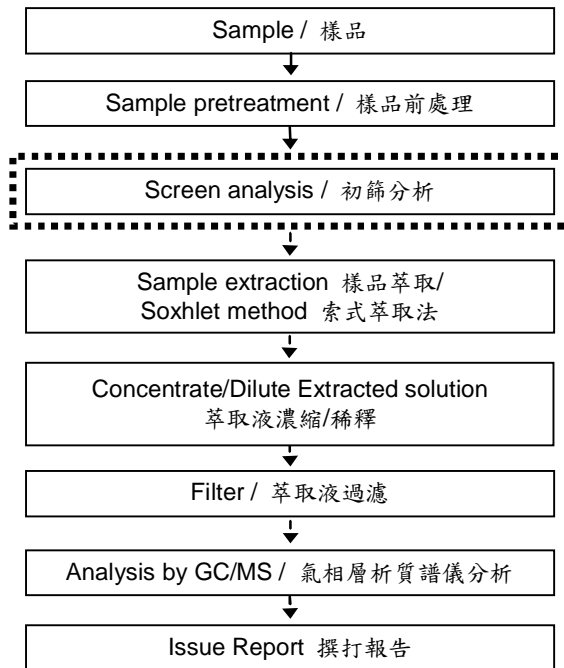 Sample / 樣品
Sample pretreatment / 樣品前處理
Screen analysis / 初篩分析
Sample extraction 樣品萃取/
Soxhlet method 索式萃取法
Concentrate/Dilute Extracted solution
萃取液濃縮/稀釋
Filter / 萃取液過濾
Analysis by GC/MS / 氣相層析質譜儀分析
Issue Report 撰打報告